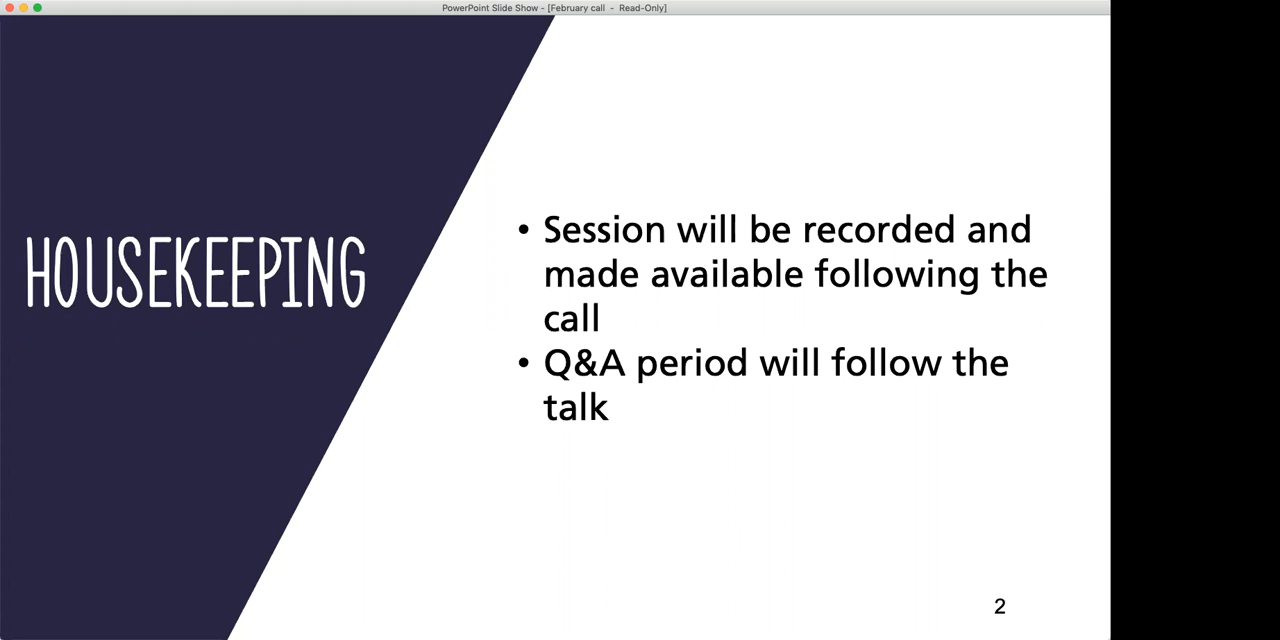 PowerPoint Slide Show - [February call - Read-Only]
HOUSEKEEPING
• Session will be recorded and
made available following the
call
• Q&A period will follow the
talk
2